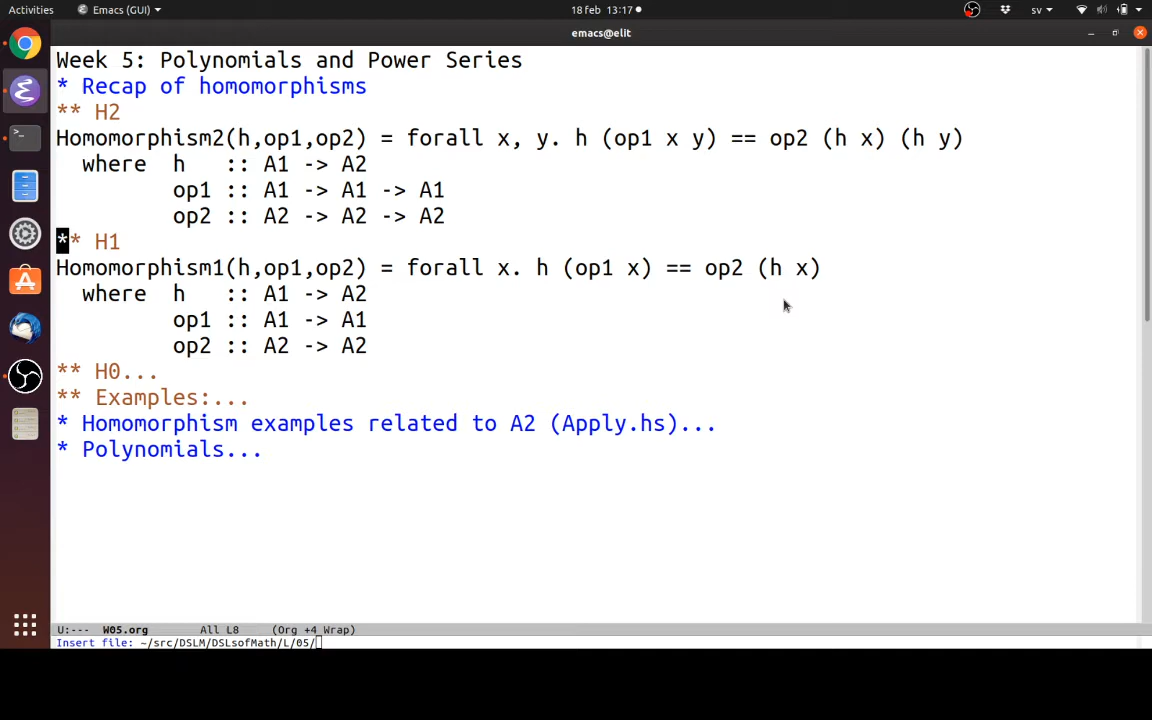 Activities Emacs (GUI) 18 feb 13:17 sv
emacs@elit
Week 5: Polynomials and Power Series
* Recap of homomorphisms
** H2
Homomorphism2(h,op1,op2) = forall x, y. h (op1 x y) == op2 (h x) (h y)
where h :: A1 -> A2
op1 :: A1 -> A1 -> A1
op2 :: A2 -> A2 -> A2
** H1
Homomorphism1(h,op1,op2) = forall x. h (op1 x) == op2 (h x)
where h :: A1 -> A2
op1 :: A1 -> A1
op2 :: A2 -> A2
** H0...
** Examples:...
* Homomorphism examples related to A2 (Apply.hs)...
* Polynomials...
U:--- W05.org All L8 (Org +4 Wrap)
Insert file: ~/src/DSLM/DSLsofMath/L/05/